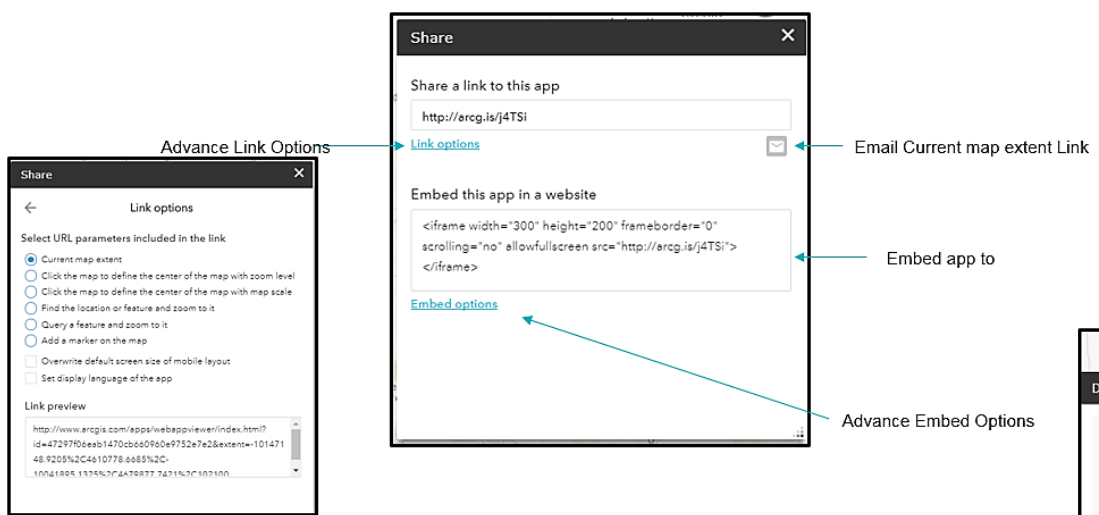 Share
Share a link to this app
http://arcg.is/j4TSi
Link options
Embed this app in a website
<iframe width="300" height="200" frameborder="0"
scrolling="no" allowfullscreen src="http://arcg.is/j4TSi">
</iframe>
Embed options
Advance Link Options
Email Current map extent Link
Embed app to
Advance Embed Options
Share
Link options
Select URL parameters included in the link
Current map extent
Click the map to define the center of the map with zoom level
Click the map to define the center of the map with map scale
Find the location or feature and zoom to it
Query a feature and zoom to it
Add a marker on the map
Overwrite default screen size of mobile layout
Set display language of the app
Link preview
http://www.arcgis.com/apps/webappviewer/index.html?
id=47297f06eab1470cb660960e9752e7e2&extent=-101471
48.9205%2C4610778.6685%2C-
10041895.1325%2C4679877.7421%2C102100
D